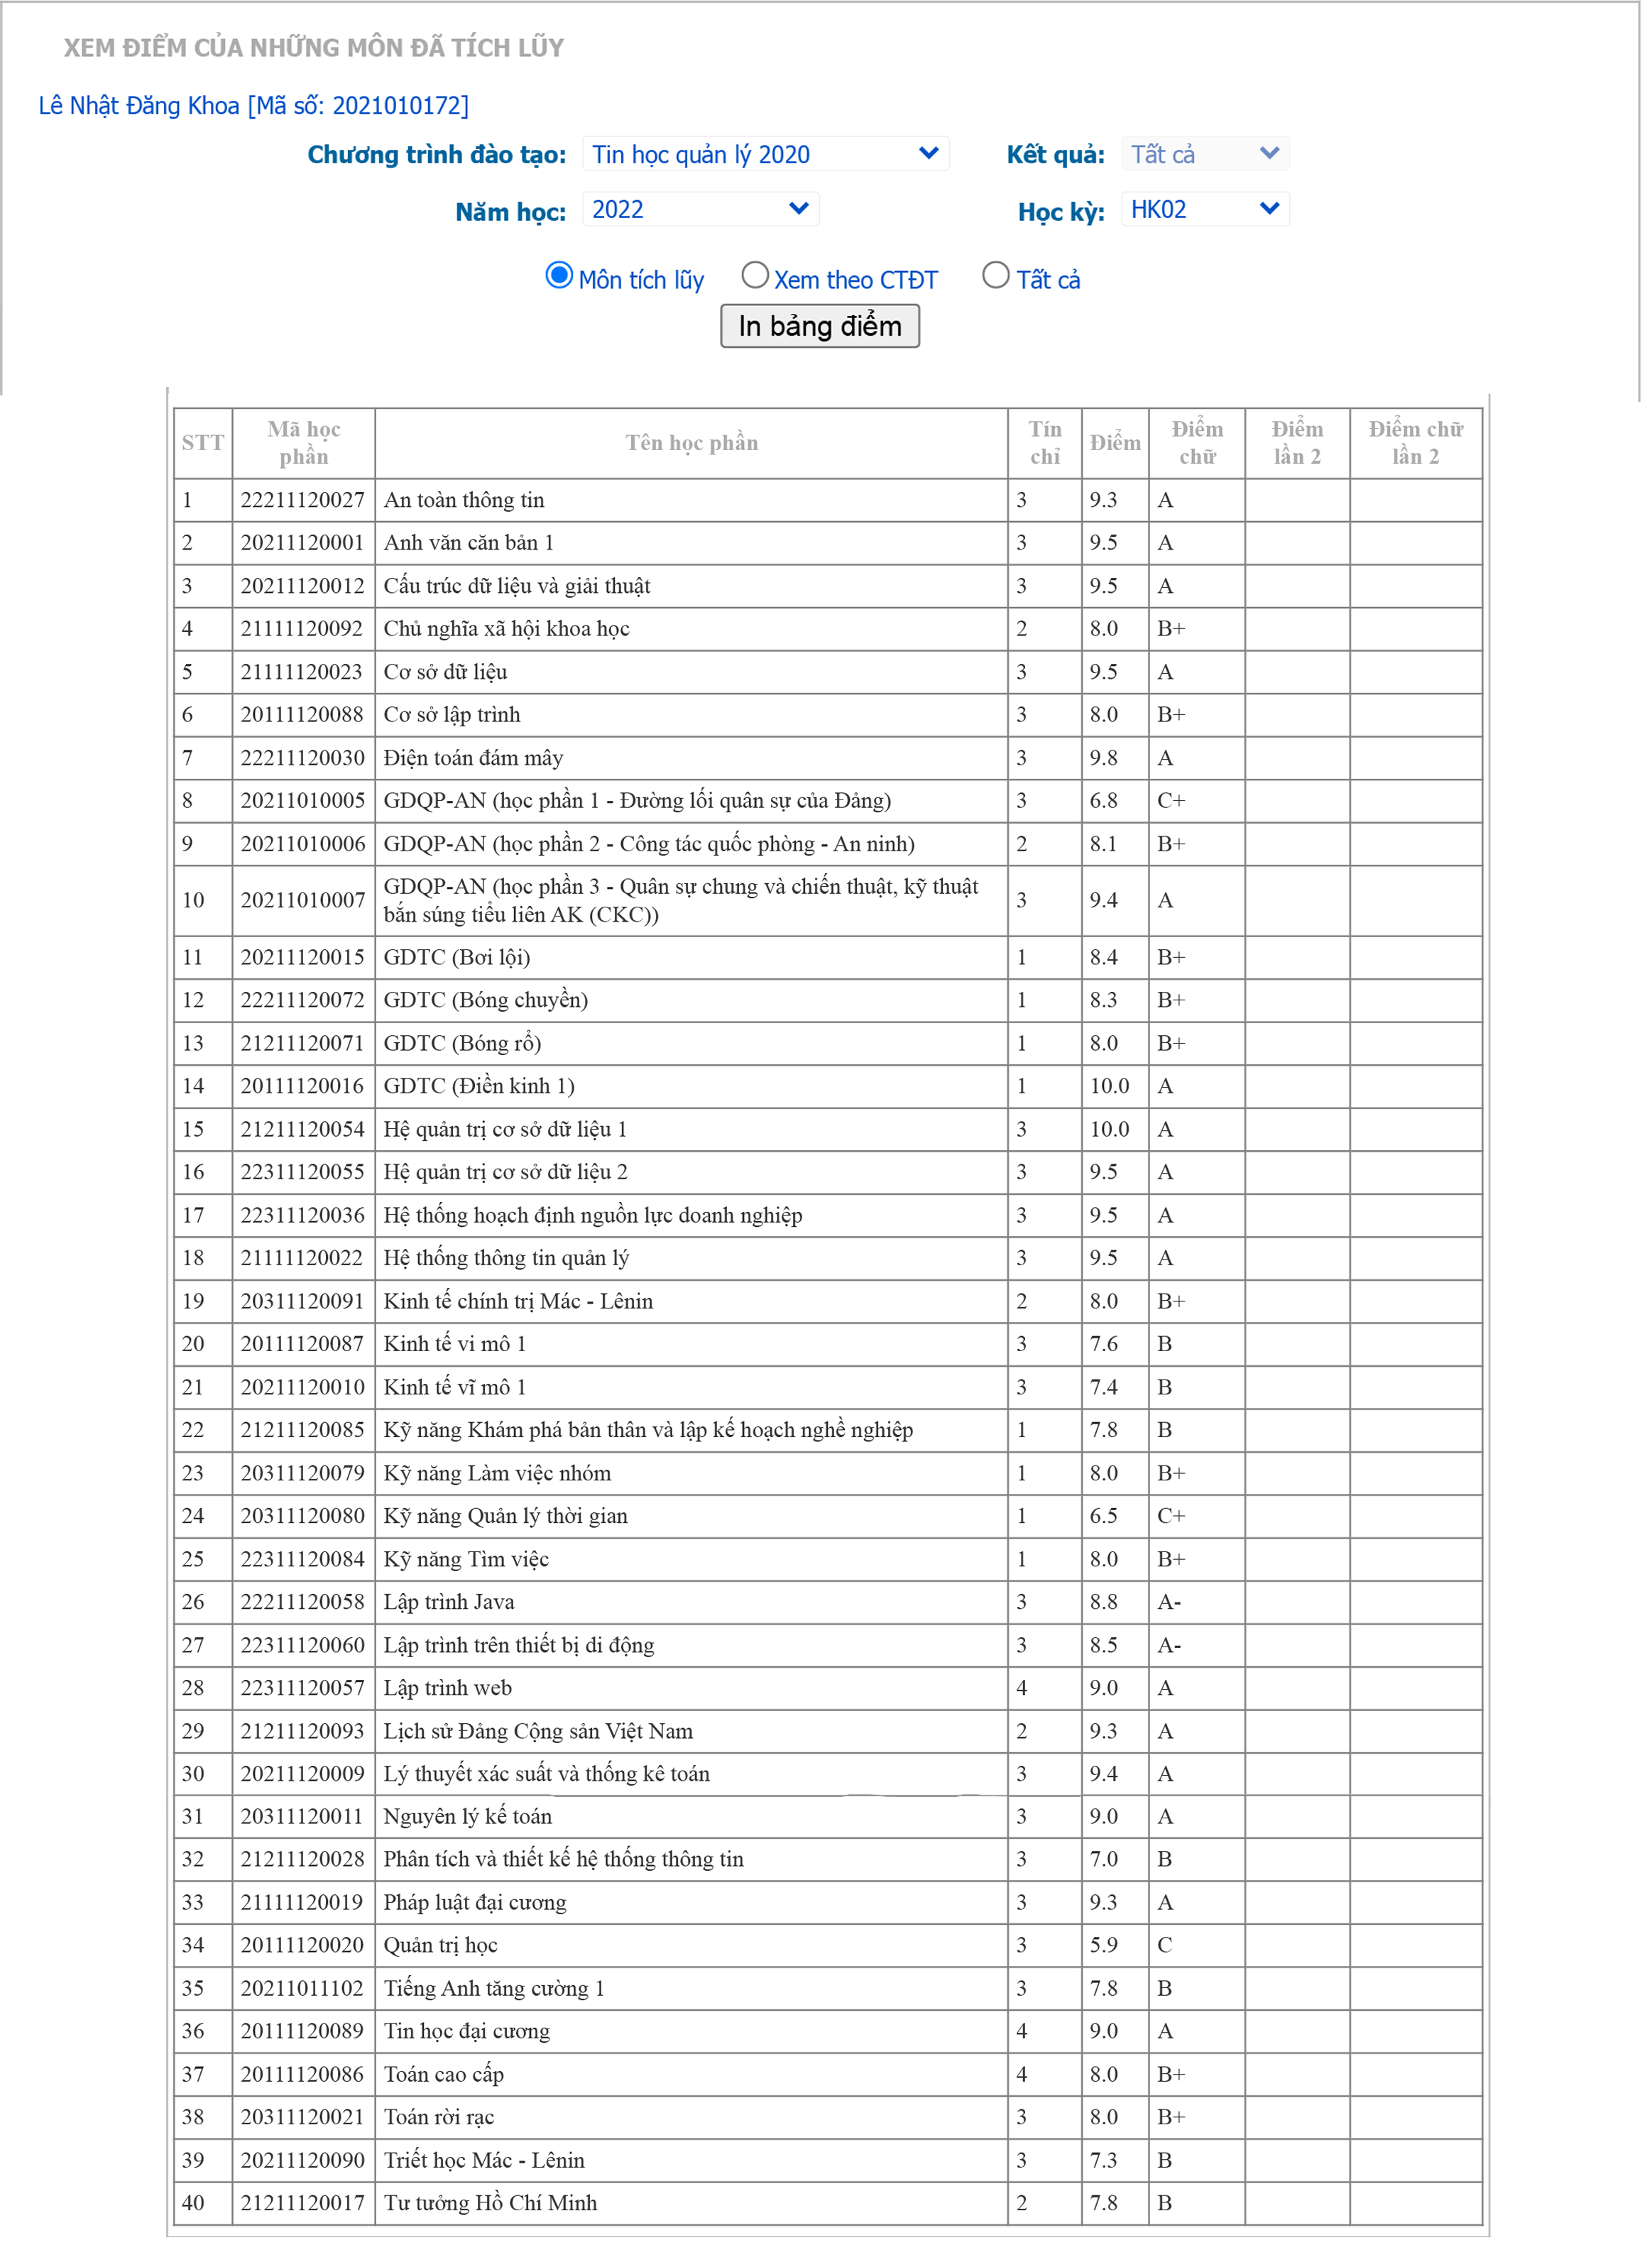 XEM ĐIỂM CỦA NHỮNG MÔN ĐÃ TÍCH LŨY
Lê Nhật Đăng Khoa [Mã số: 2021010172]
Chương trình đào tạo: Tin học quản lý 2020 Kết quả: Tất cả
Năm học: 2022 Học kỳ: HK02
Môn tích lũy Xem theo CTĐT Tất cả
In bảng điểm
STT Mã học phần Tên học phần Tín chỉ Điểm Điểm chữ Điểm lần 2 Điểm chữ lần 2
1 22211120027 An toàn thông tin 3 9.3 A
2 20211120001 Anh văn căn bản 1 3 9.5 A
3 20211120012 Cấu trúc dữ liệu và giải thuật 3 9.5 A
4 21111120092 Chủ nghĩa xã hội khoa học 2 8.0 B+
5 21111120023 Cơ sở dữ liệu 3 9.5 A
6 20111120088 Cơ sở lập trình 3 8.0 B+
7 22211120030 Điện toán đám mây 3 9.8 A
8 20211010005 GDQP-AN (học phần 1 - Đường lối quân sự của Đảng) 3 6.8 C+
9 20211010006 GDQP-AN (học phần 2 - Công tác quốc phòng - An ninh) 2 8.1 B+
10 20211010007 GDQP-AN (học phần 3 - Quân sự chung và chiến thuật, kỹ thuật
bắn súng tiểu liên AK (CKC)) 3 9.4 A
11 20211120015 GDTC (Bơi lội) 1 8.4 B+
12 22211120072 GDTC (Bóng chuyền) 1 8.3 B+
13 21211120071 GDTC (Bóng rổ) 1 8.0 B+
14 20111120016 GDTC (Điền kinh 1) 1 10.0 A
15 21211120054 Hệ quản trị cơ sở dữ liệu 1 3 10.0 A
16 22311120055 Hệ quản trị cơ sở dữ liệu 2 3 9.5 A
17 22311120036 Hệ thống hoạch định nguồn lực doanh nghiệp 3 9.5 A
18 21111120022 Hệ thống thông tin quản lý 3 9.5 A
19 20311120091 Kinh tế chính trị Mác - Lênin 2 8.0 B+
20 20111120087 Kinh tế vi mô 1 3 7.6 B
21 20211120010 Kinh tế vĩ mô 1 3 7.4 B
22 21211120085 Kỹ năng Khám phá bản thân và lập kế hoạch nghề nghiệp 1 7.8 B
23 20311120079 Kỹ năng Làm việc nhóm 1 8.0 B+
24 20311120080 Kỹ năng Quản lý thời gian 1 6.5 C+
25 22311120084 Kỹ năng Tìm việc 1 8.0 B+
26 22211120058 Lập trình Java 3 8.8 A-
27 22311120060 Lập trình trên thiết bị di động 3 8.5 A-
28 22311120057 Lập trình web 4 9.0 A
29 21211120093 Lịch sử Đảng Cộng sản Việt Nam 2 9.3 A
30 20211120009 Lý thuyết xác suất và thống kê toán 3 9.4 A
31 20311120011 Nguyên lý kế toán 3 9.0 A
32 21211120028 Phân tích và thiết kế hệ thống thông tin 3 7.0 B
33 21111120019 Pháp luật đại cương 3 9.3 A
34 20111120020 Quản trị học 3 5.9 C
35 20211011102 Tiếng Anh tăng cường 1 3 7.8 B
36 20111120089 Tin học đại cương 4 9.0 A
37 20111120086 Toán cao cấp 4 8.0 B+
38 20311120021 Toán rời rạc 3 8.0 B+
39 20211120090 Triết học Mác - Lênin 3 7.3 B
40 21211120017 Tư tưởng Hồ Chí Minh 2 7.8 B